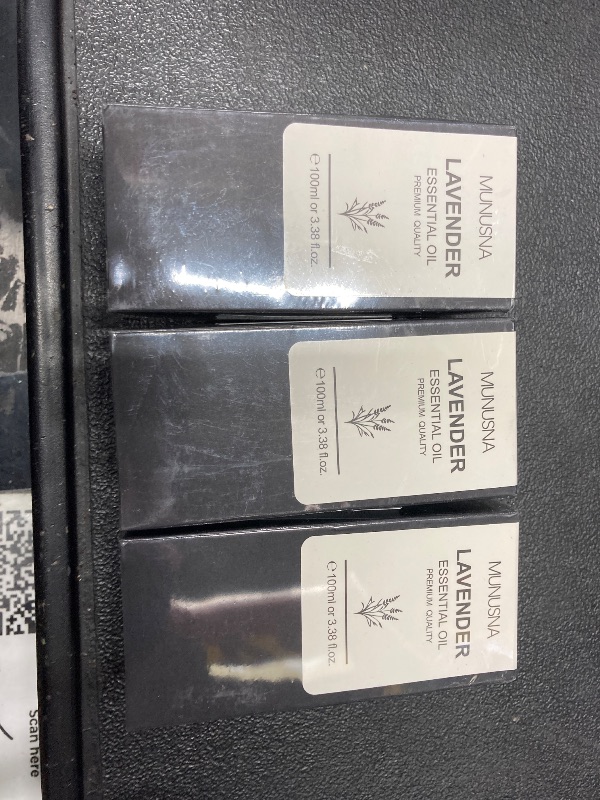 MUNUSNA
LAVENDER
ESSENTIAL OIL
PREMIUM QUALITY
℮100ml or 3.38 fl.oz.
MUNUSNA
LAVENDER
ESSENTIAL OIL
PREMIUM QUALITY
℮100ml or 3.38 fl.oz.
MUNUSNA
LAVENDER
ESSENTIAL OIL
PREMIUM QUALITY
℮100ml or 3.38 fl.oz.
Scan here